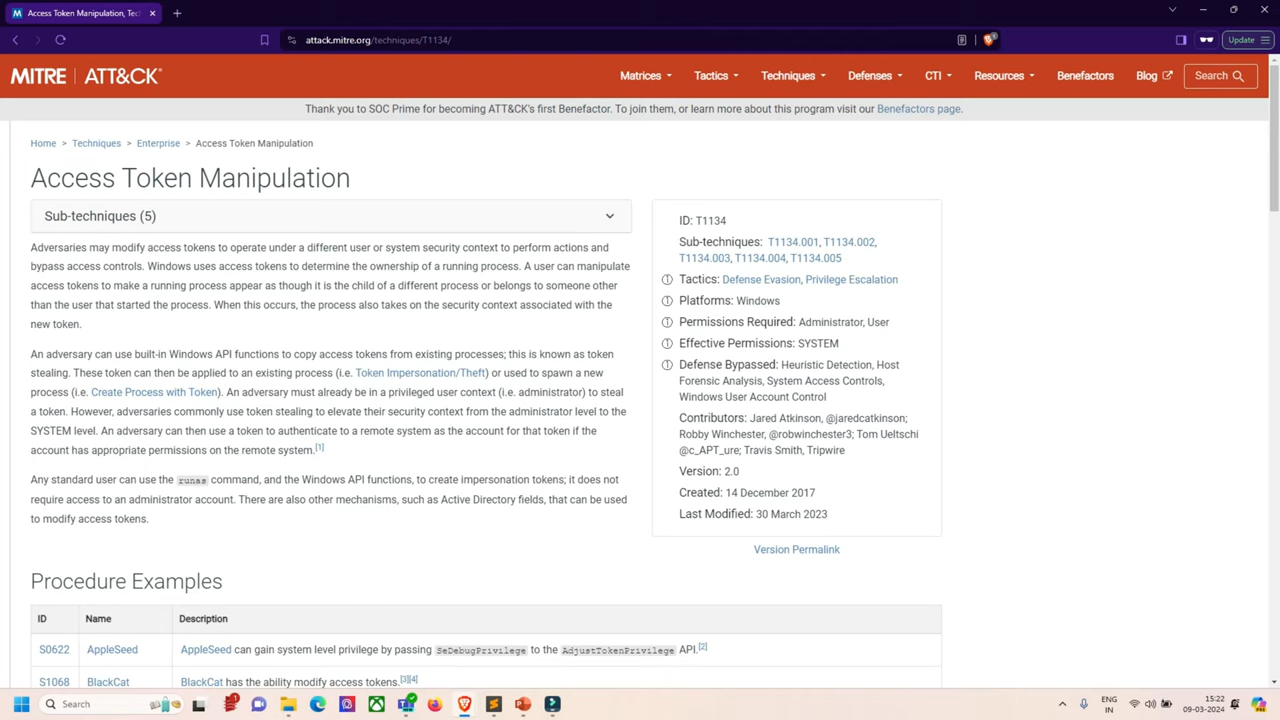 Access Token Manipulation, Tec
attack.mitre.org/techniques/T1134/
Update
MITRE | ATT&CK®
Matrices
Tactics
Techniques
Defenses
CTI
Resources
Benefactors
Blog
Search
Thank you to SOC Prime for becoming ATT&CK's first Benefactor. To join them, or learn more about this program visit our Benefactors page.
Home > Techniques > Enterprise > Access Token Manipulation
Access Token Manipulation
Sub-techniques (5)
Adversaries may modify access tokens to operate under a different user or system security context to perform actions and
bypass access controls. Windows uses access tokens to determine the ownership of a running process. A user can manipulate
access tokens to make a running process appear as though it is the child of a different process or belongs to someone other
than the user that started the process. When this occurs, the process also takes on the security context associated with the
new token.
An adversary can use built-in Windows API functions to copy access tokens from existing processes; this is known as token
stealing. These token can then be applied to an existing process (i.e. Token Impersonation/Theft) or used to spawn a new
process (i.e. Create Process with Token). An adversary must already be in a privileged user context (i.e. administrator) to steal
a token. However, adversaries commonly use token stealing to elevate their security context from the administrator level to the
SYSTEM level. An adversary can then use a token to authenticate to a remote system as the account for that token if the
account has appropriate permissions on the remote system.[1]
Any standard user can use the runas command, and the Windows API functions, to create impersonation tokens; it does not
require access to an administrator account. There are also other mechanisms, such as Active Directory fields, that can be used
to modify access tokens.
ID: T1134
Sub-techniques: T1134.001, T1134.002,
T1134.003, T1134.004, T1134.005
Tactics: Defense Evasion, Privilege Escalation
Platforms: Windows
Permissions Required: Administrator, User
Effective Permissions: SYSTEM
Defense Bypassed: Heuristic Detection, Host
Forensic Analysis, System Access Controls,
Windows User Account Control
Contributors: Jared Atkinson, @jaredcatkinson;
Robby Winchester, @robwinchester3; Tom Ueltschi
@c_APT_ure; Travis Smith, Tripwire
Version: 2.0
Created: 14 December 2017
Last Modified: 30 March 2023
Version Permalink
Procedure Examples
ID Name Description
S0622 AppleSeed AppleSeed can gain system level privilege by passing SeDebugPrivilege to the AdjustTokenPrivilege API.[2]
S1068 BlackCat BlackCat has the ability modify access tokens.[3][4]
Search
ENG
IN
15:22
09-03-2024